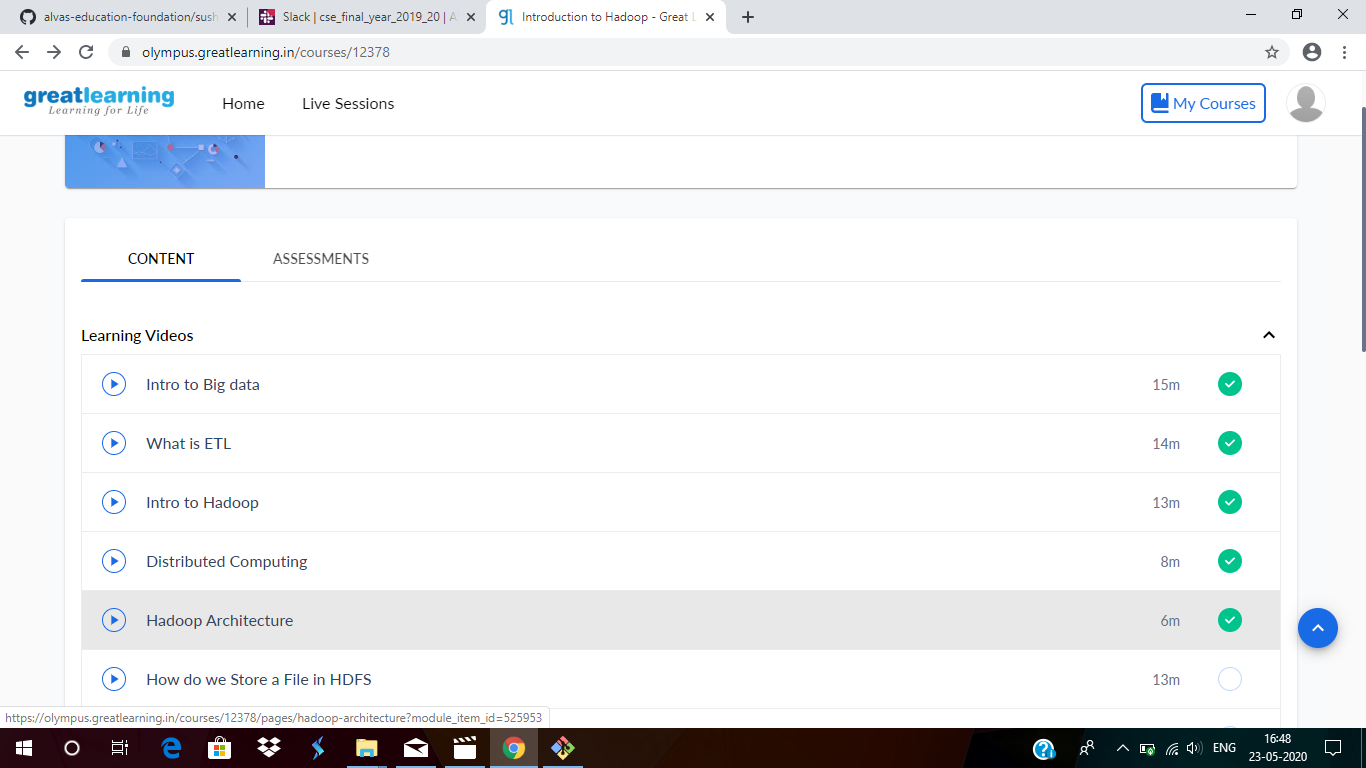 alvas-education-foundation/sush
Slack | cse_final_year_2019_20 | A
Introduction to Hadoop - Great L
olympus.greatlearning.in/courses/12378
greatlearning
Learning for Life
Home
Live Sessions
My Courses
CONTENT
ASSESSMENTS
Learning Videos
Intro to Big data
15m
What is ETL
14m
Intro to Hadoop
13m
Distributed Computing
8m
Hadoop Architecture
6m
How do we Store a File in HDFS
13m
https://olympus.greatlearning.in/courses/12378/pages/hadoop-architecture?module_item_id=525953
ENG
16:48
23-05-2020